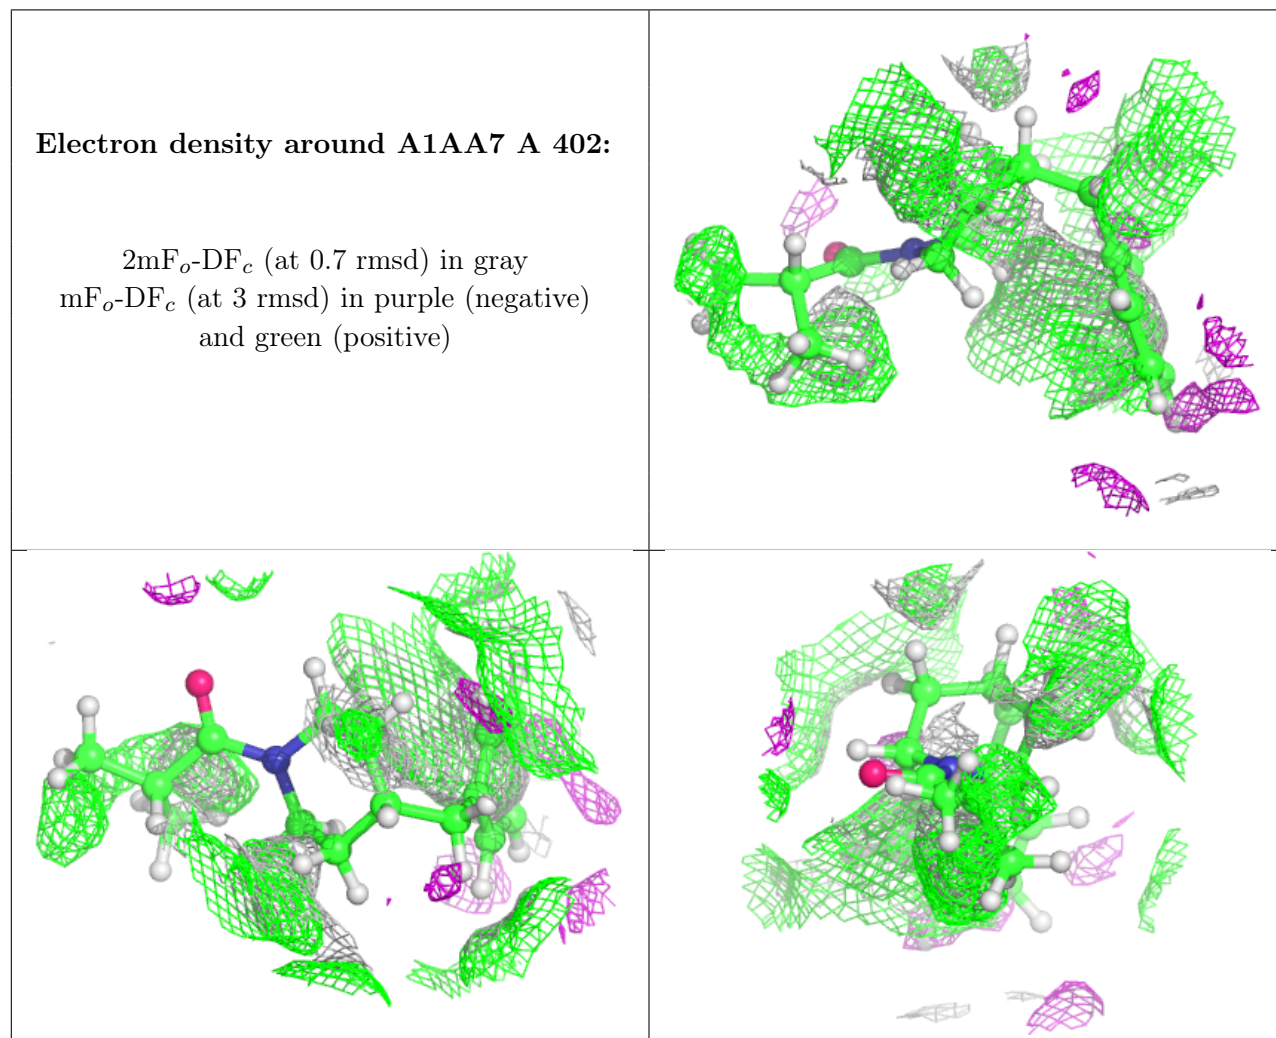 Electron density around A1AA7 A 402:
2mFo-DFc (at 0.7 rmsd) in gray
mFo-DFc (at 3 rmsd) in purple (negative)
and green (positive)